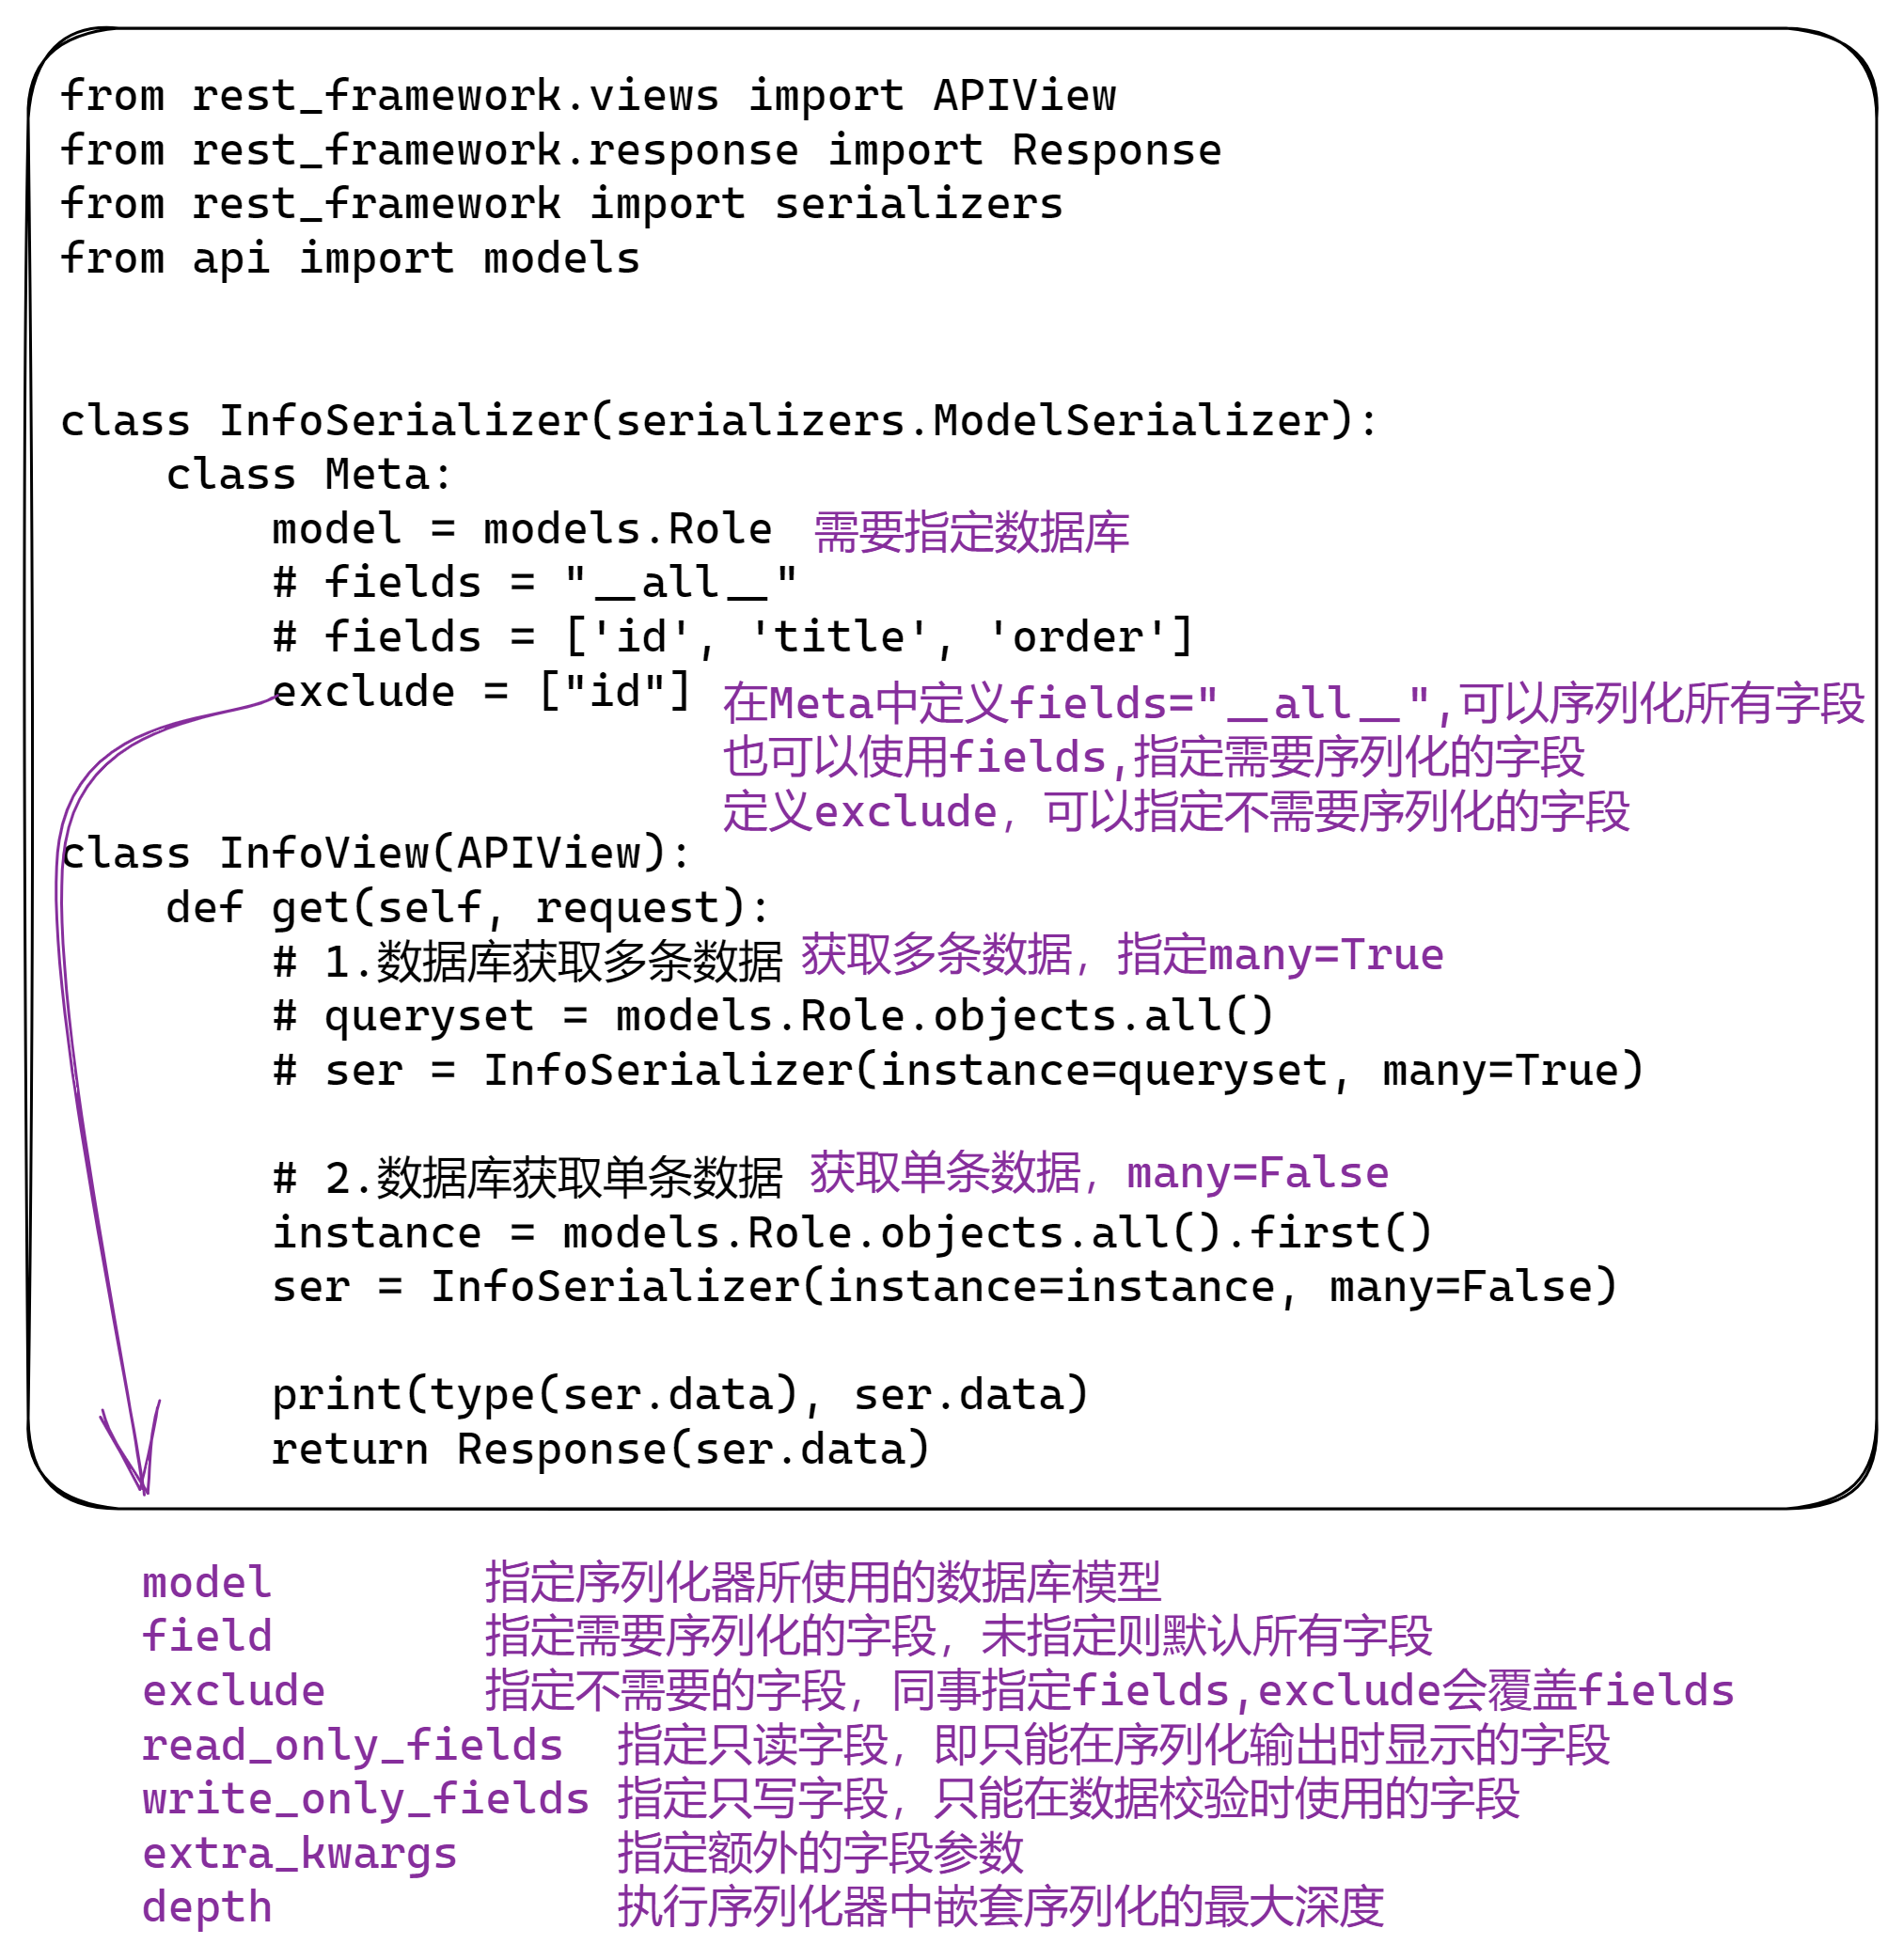 from rest_framework.views import APIView
from rest_framework.response import Response
from rest_framework import serializers
from api import models
class InfoSerializer(serializers.ModelSerializer):
    class Meta:
        model = models.Role 需要指定数据库
        # fields = "__all__"
        # fields = ['id', 'title', 'order']
        exclude = ["id"] 在Meta中定义fields="__all__",可以序列化所有字段
也可以使用fields,指定需要序列化的字段
定义exclude，可以指定不需要序列化的字段
class InfoView(APIView):
    def get(self, request):
        # 1.数据库获取多条数据 获取多条数据，指定many=True
        # queryset = models.Role.objects.all()
        # ser = InfoSerializer(instance=queryset, many=True)
        # 2.数据库获取单条数据 获取单条数据，many=False
        instance = models.Role.objects.all().first()
        ser = InfoSerializer(instance=instance, many=False)
        print(type(ser.data), ser.data)
        return Response(ser.data)
model 指定序列化器所使用的数据库模型
field 指定需要序列化的字段，未指定则默认所有字段
exclude 指定不需要的字段，同事指定fields,exclude会覆盖fields
read_only_fields 指定只读字段，即只能在序列化输出时显示的字段
write_only_fields 指定只写字段，只能在数据校验时使用的字段
extra_kwargs 指定额外的字段参数
depth 执行序列化器中嵌套序列化的最大深度